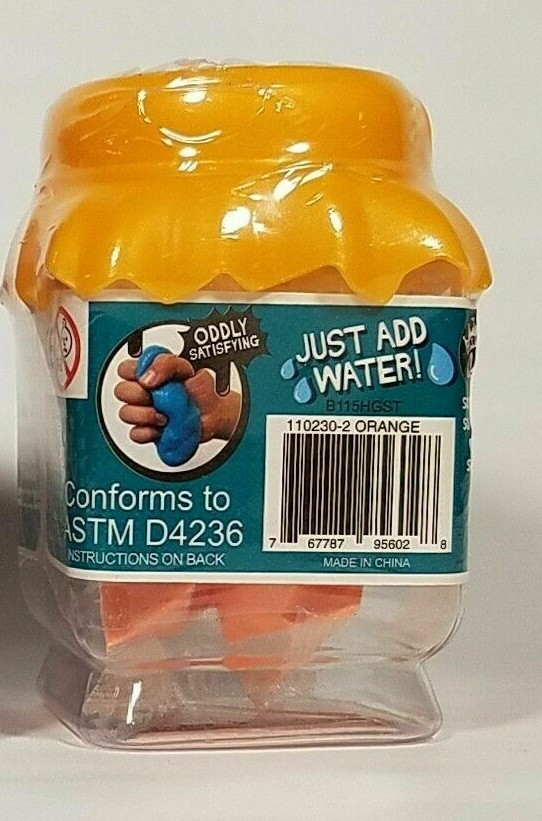 ODDLY
SATISFYING
JUST ADD
WATER!
B115HGST
110230-2 ORANGE
7 67787 95602 8
MADE IN CHINA
Conforms to
ASTM D4236
INSTRUCTIONS ON BACK